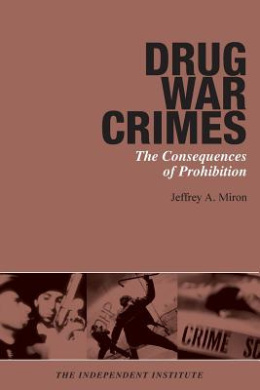 DRUG
WAR
CRIMES
The Consequences
of Prohibition
Jeffrey A. Miron
CRIME SC
THE INDEPENDENT INSTITUTE